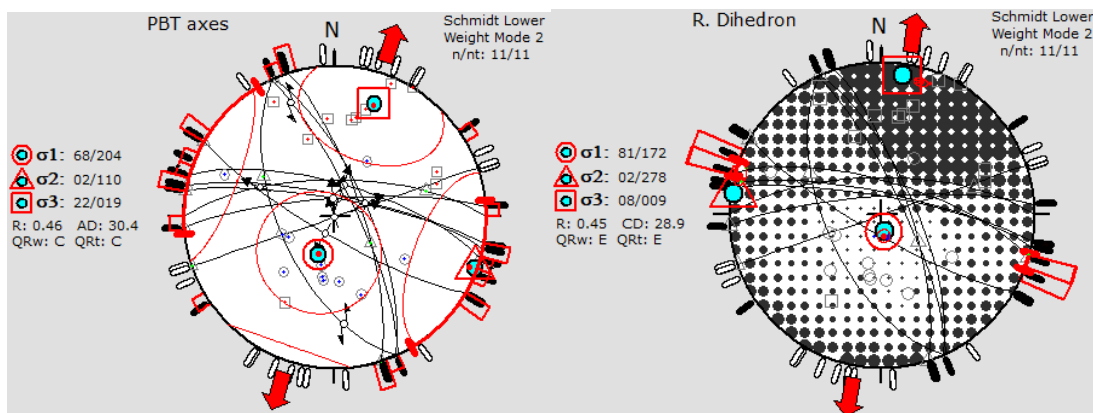 PBT axes
N
Schmidt Lower
Weight Mode 2
n/nt: 11/11
σ1: 68/204
σ2: 02/110
σ3: 22/019
R: 0.46 AD: 30.4
QRw: C QRt: C
R. Dihedron
N
Schmidt Lower
Weight Mode 2
n/nt: 11/11
σ1: 81/172
σ2: 02/278
σ3: 08/009
R: 0.45 CD: 28.9
QRw: E QRt: E